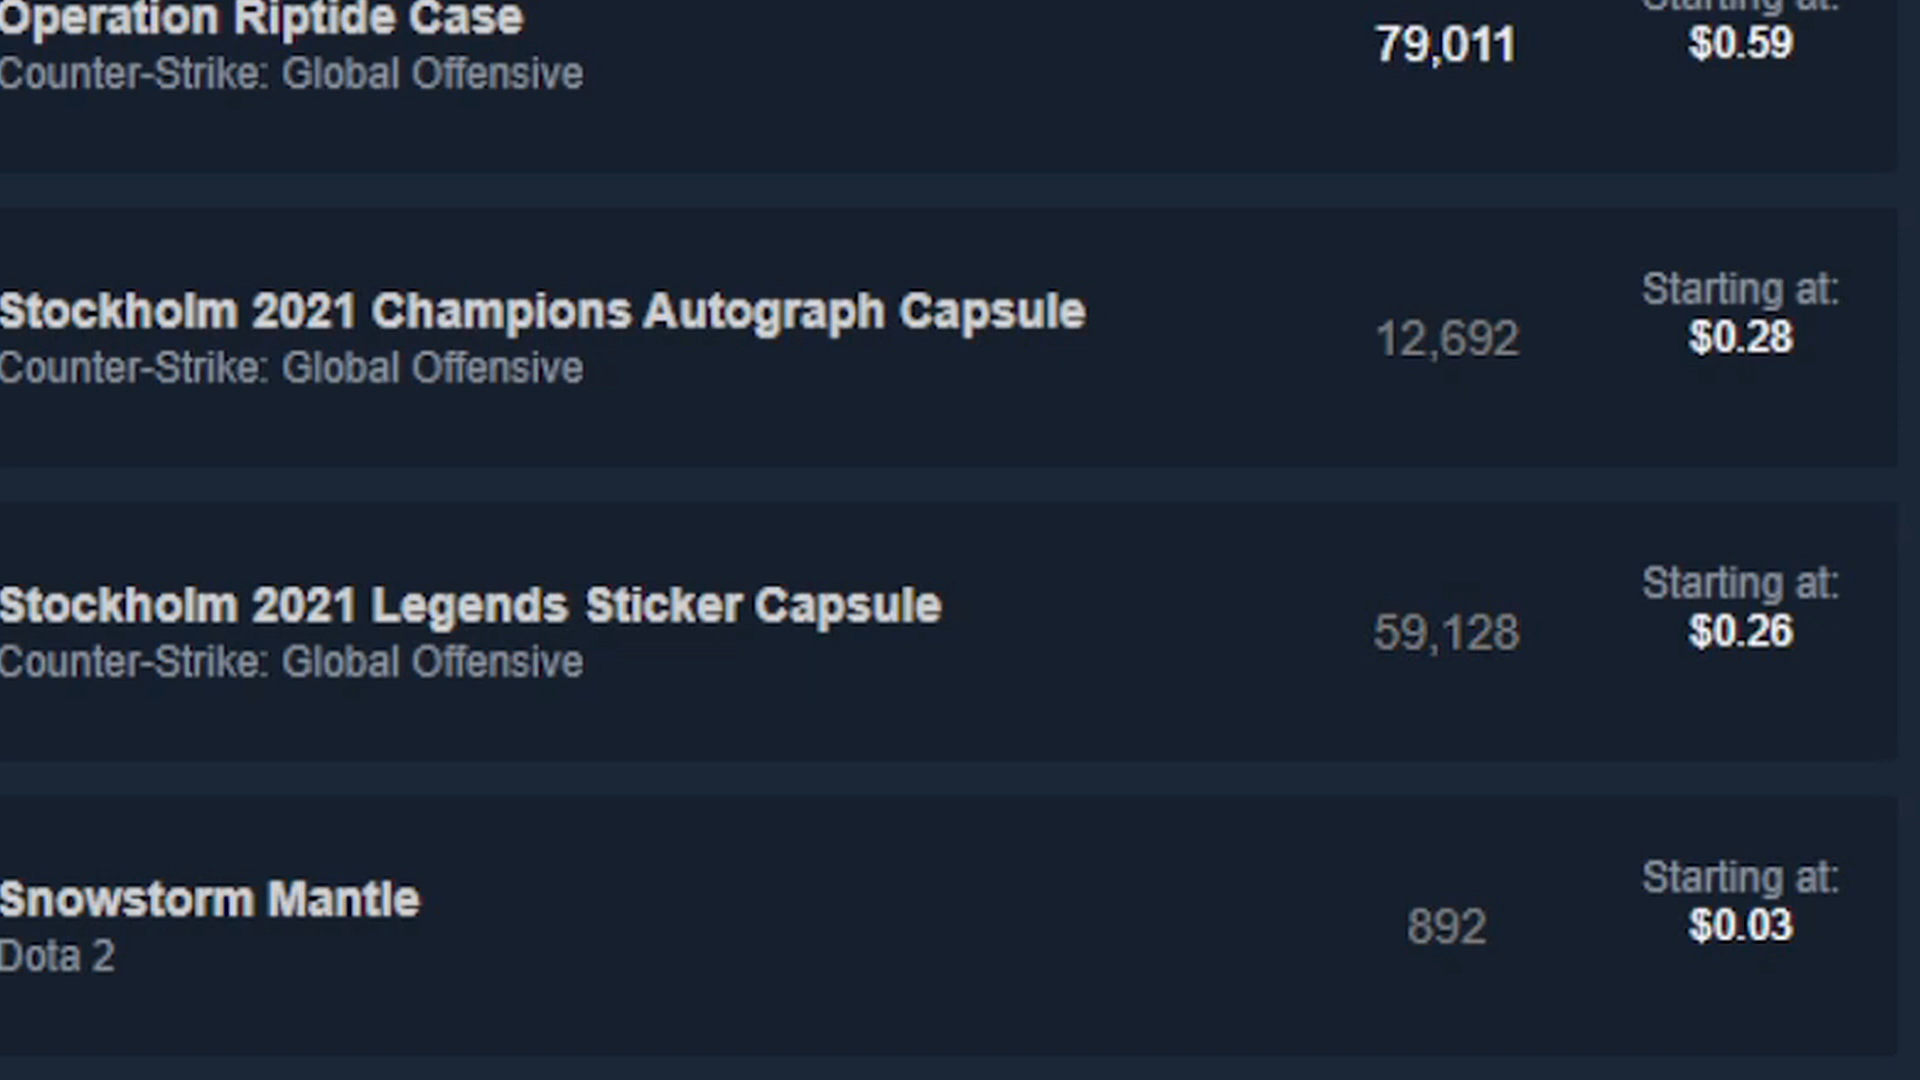 Operation Riptide Case
Counter-Strike: Global Offensive
79,011
Starting at:
$0.59
Stockholm 2021 Champions Autograph Capsule
Counter-Strike: Global Offensive
12,692
Starting at:
$0.28
Stockholm 2021 Legends Sticker Capsule
Counter-Strike: Global Offensive
59,128
Starting at:
$0.26
Snowstorm Mantle
Dota 2
892
Starting at:
$0.03